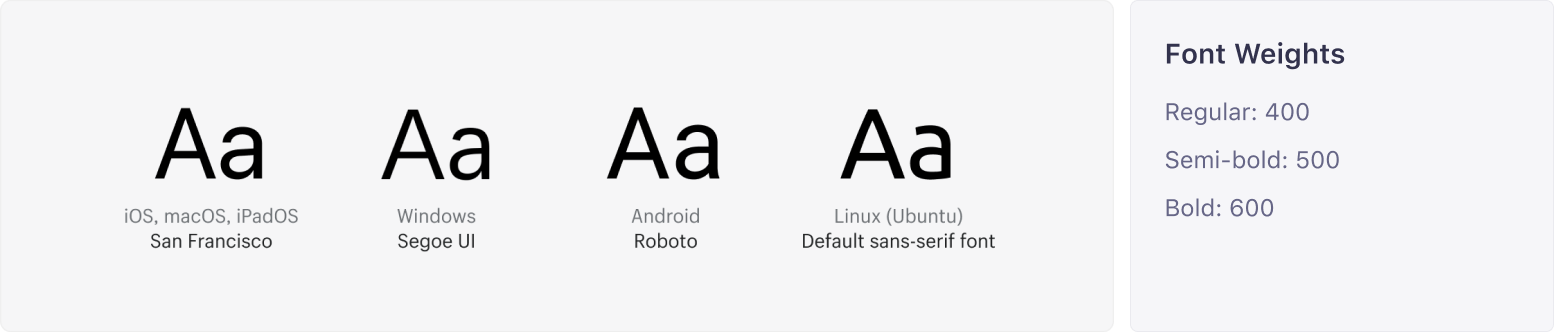 Aa
iOS, macOS, iPadOS
San Francisco
Aa
Windows
Segoe UI
Aa
Android
Roboto
Aa
Linux (Ubuntu)
Default sans-serif font
Font Weights
Regular: 400
Semi-bold: 500
Bold: 600